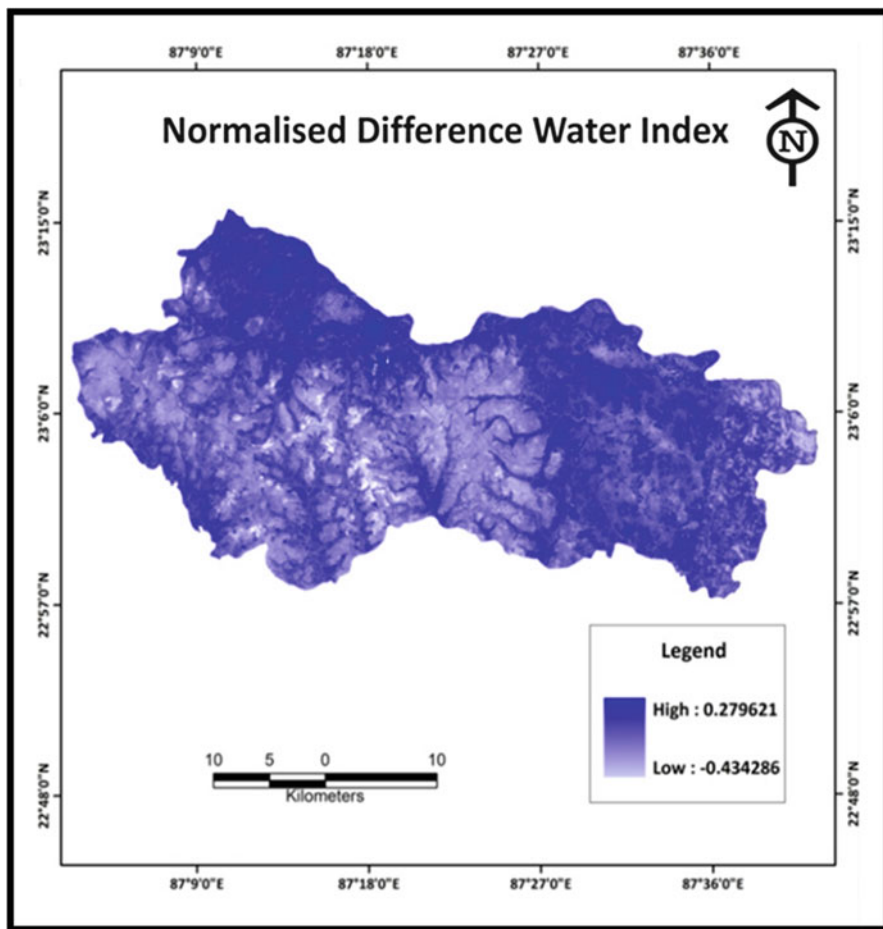 87°9'0"E 87°18'0"E 87°27'0"E 87°36'0"E
Normalised Difference Water Index
N
23°15'0"N 23°15'0"N
23°6'0"N 23°6'0"N
22°57'0"N 22°57'0"N
Legend
High : 0.279621
Low : -0.434286
10 5 0 10
Kilometers
22°48'0"N 22°48'0"N
87°9'0"E 87°18'0"E 87°27'0"E 87°36'0"E